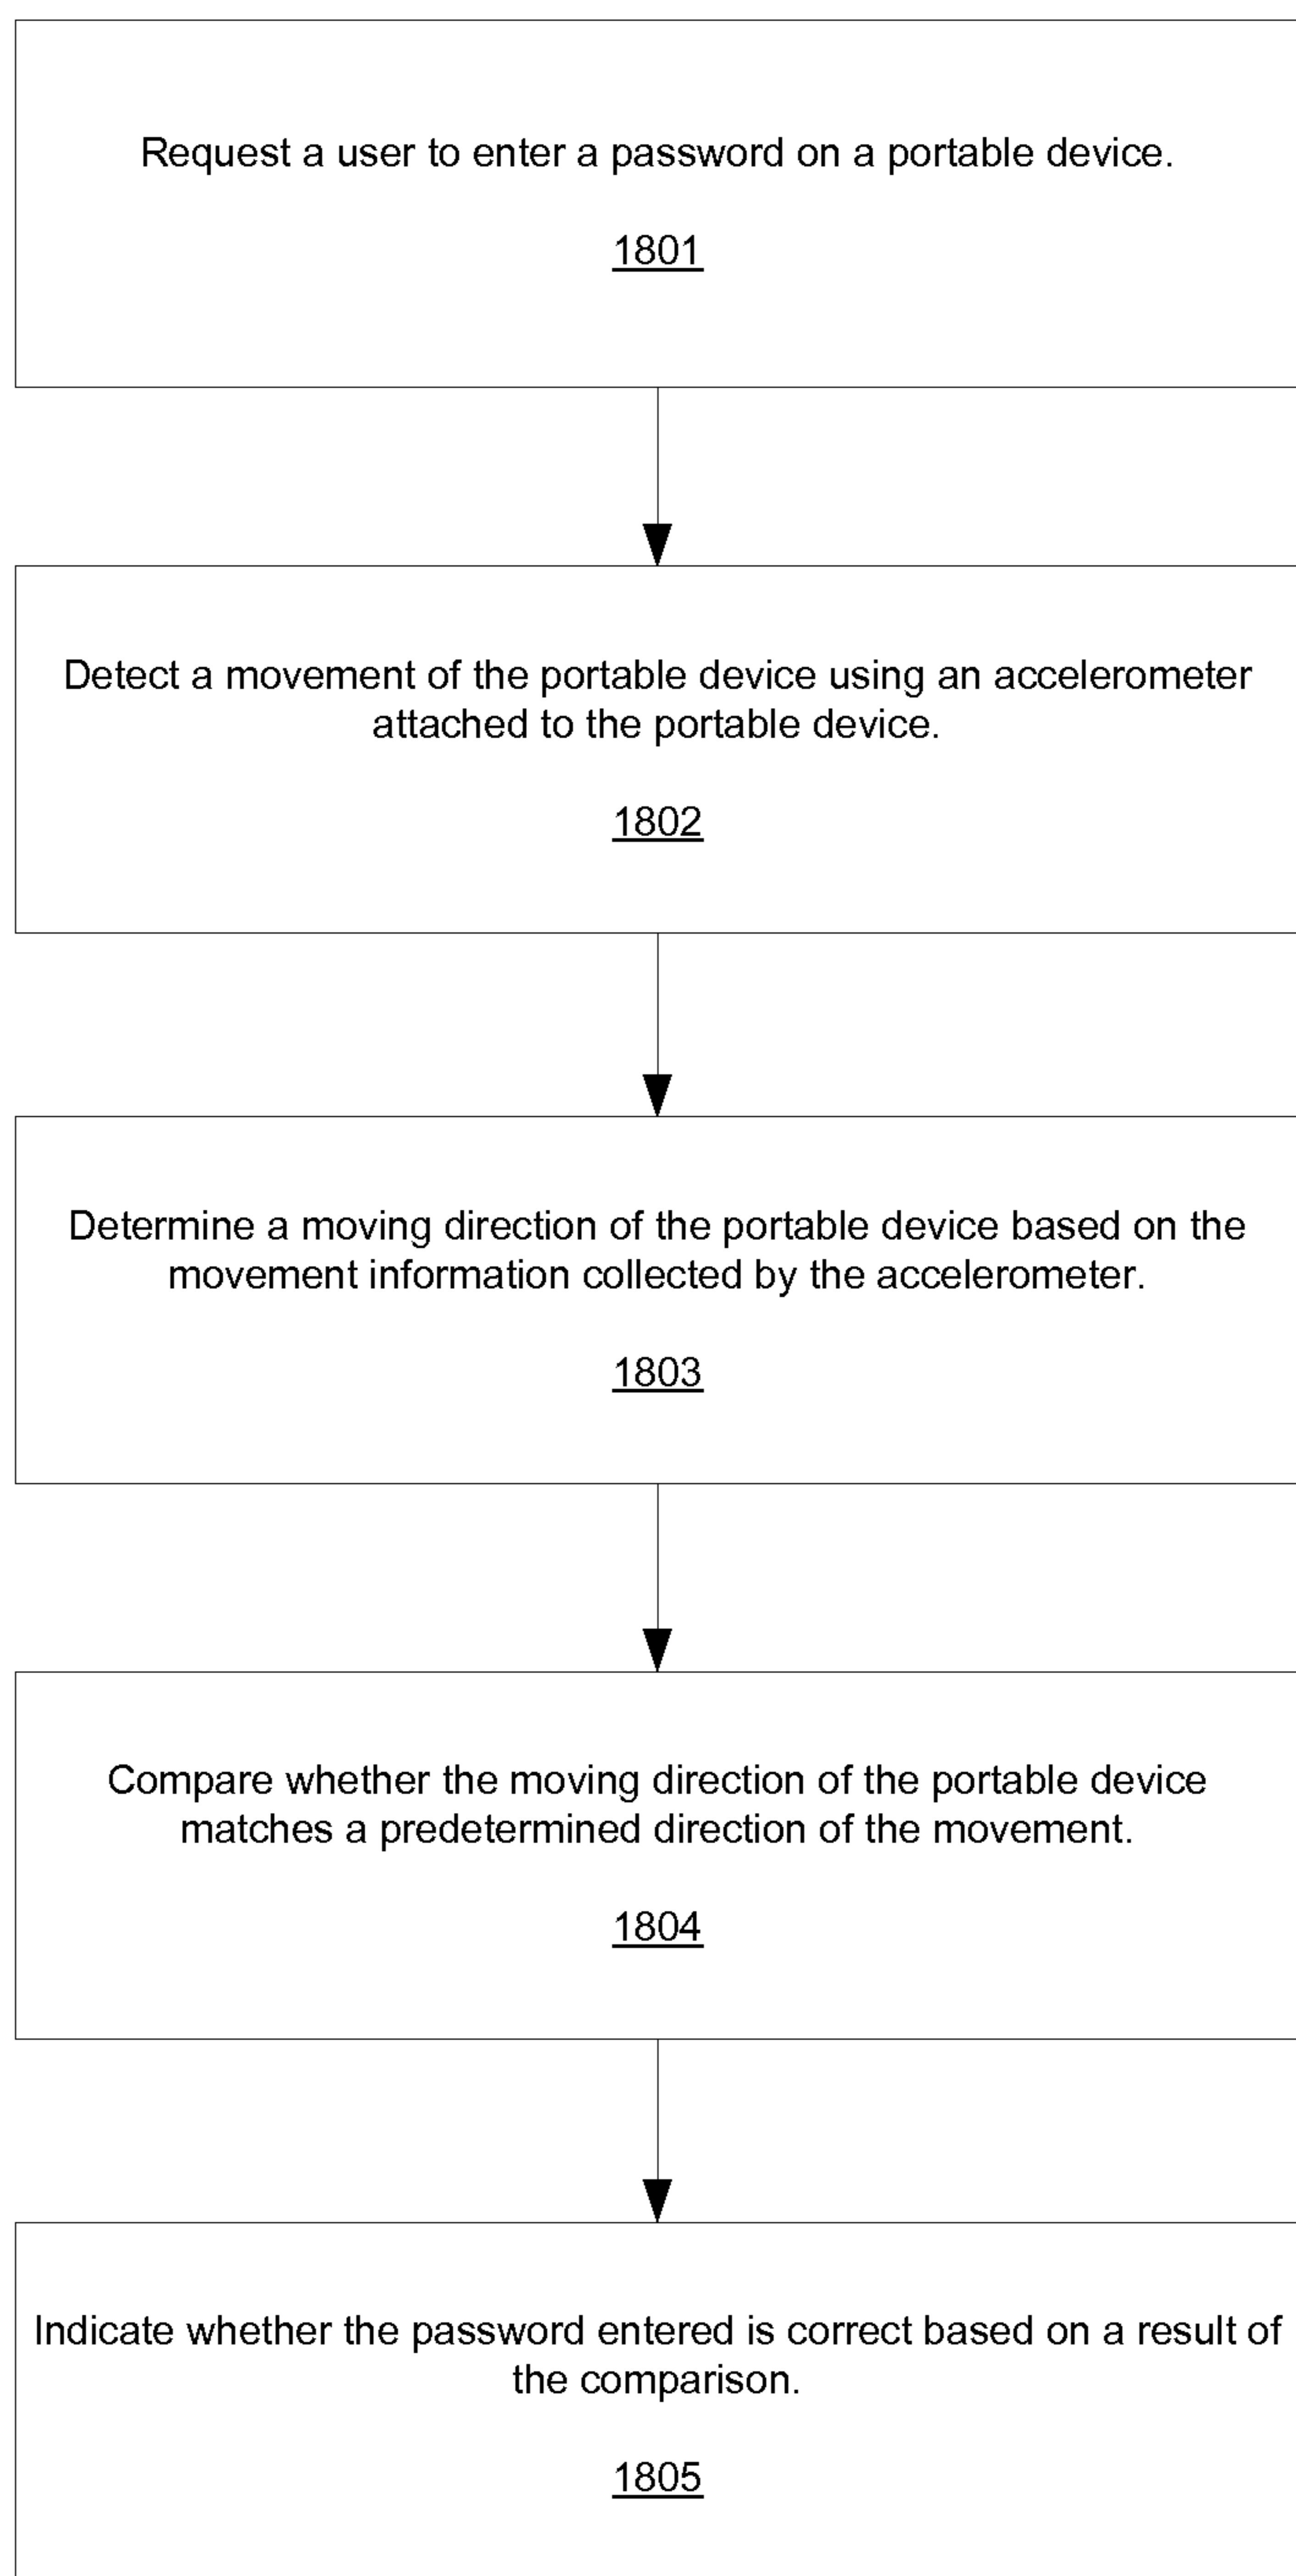 Request a user to enter a password on a portable device.
1801
Detect a movement of the portable device using an accelerometer
attached to the portable device.
1802
Determine a moving direction of the portable device based on the
movement information collected by the accelerometer.
1803
Compare whether the moving direction of the portable device
matches a predetermined direction of the movement.
1804
Indicate whether the password entered is correct based on a result of
the comparison.
1805